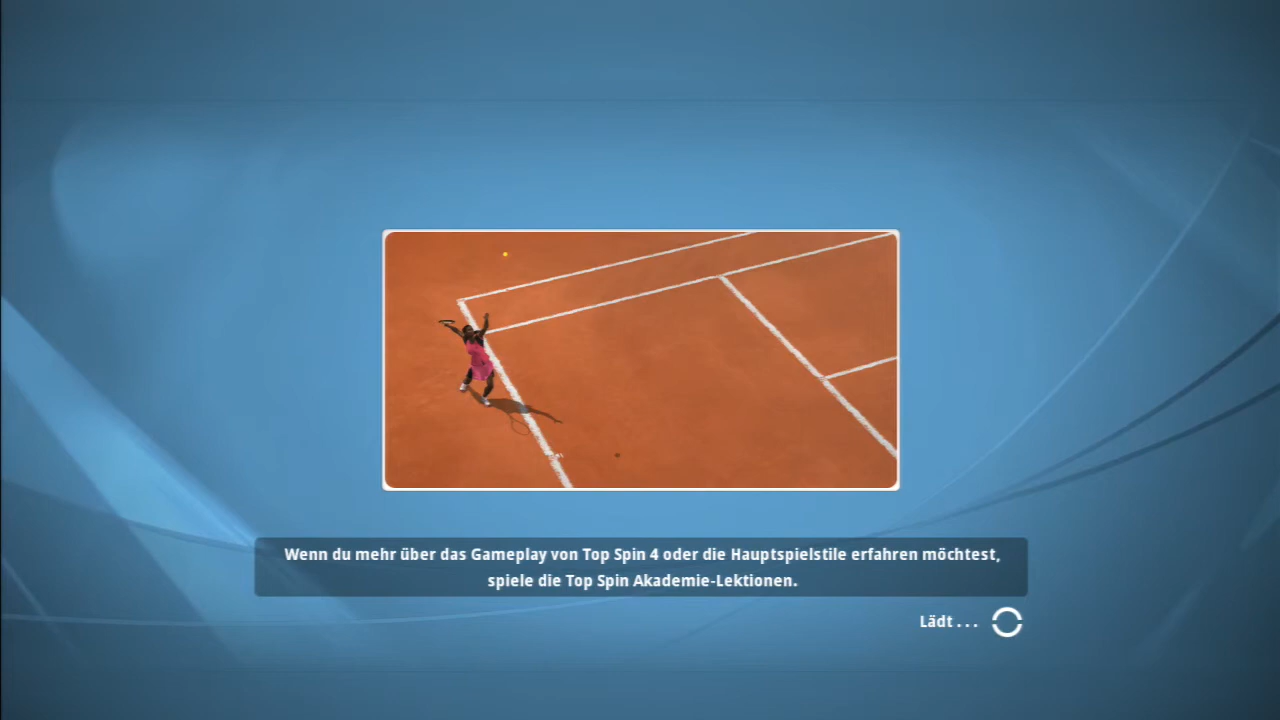 Wenn du mehr über das Gameplay von Top Spin 4 oder die Hauptspielstile erfahren möchtest,
spiele die Top Spin Akademie-Lektionen.
Lädt . . .